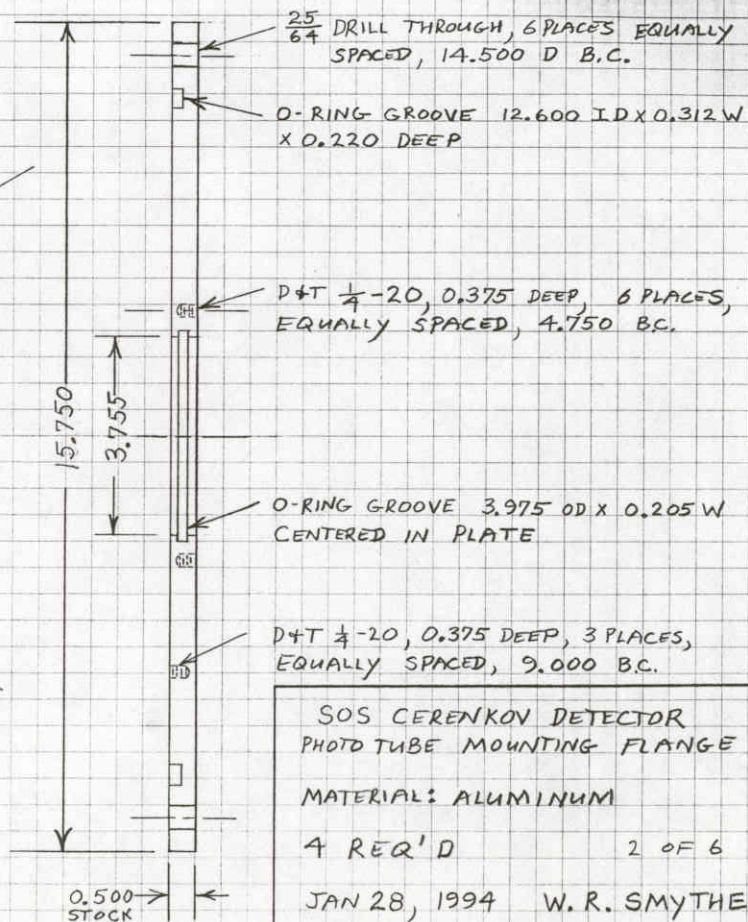 25/64 DRILL THROUGH, 6 PLACES EQUALLY
SPACED, 14.500 D B.C.
O-RING GROOVE 12.600 ID X 0.312 W
X 0.220 DEEP
D+T 1/4-20, 0.375 DEEP, 6 PLACES,
EQUALLY SPACED, 4.750 B.C.
15.750
3.755
O-RING GROOVE 3.975 OD X 0.205 W
CENTERED IN PLATE
D+T 1/4-20, 0.375 DEEP, 3 PLACES,
EQUALLY SPACED, 9.000 B.C.
SOS CERENKOV DETECTOR
PHOTO TUBE MOUNTING FLANGE
MATERIAL: ALUMINUM
4 REQ'D 2 OF 6
JAN 28, 1994 W. R. SMYTHE
0.500
STOCK